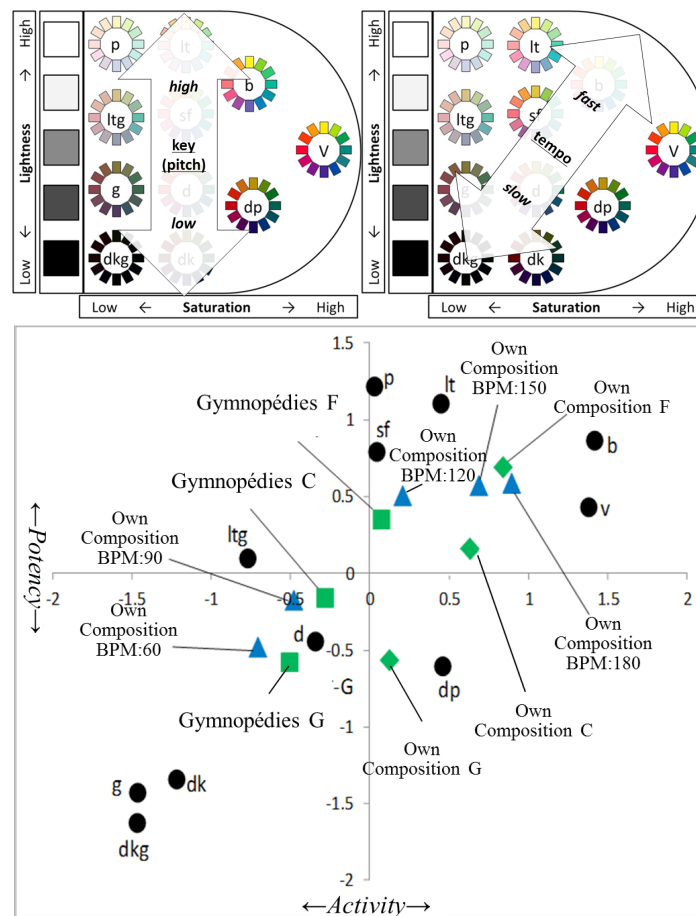 High
← Lightness →
Low
p
lt
high
b
ltg
sf
key
(pitch)
V
g
d
low
dp
dkg
dk
Low ← Saturation → High
High
← Lightness →
Low
p
lt
b
fast
ltg
sf
tempo
V
g
d
slow
dp
dkg
dk
Low ← Saturation → High
1.5
Own
Composition
BPM:150
p
lt
Own
Composition F
Gymnopédies F
1
sf
b
Own
Composition
BPM:120
Gymnopédies C
0.5
v
←Potency→
Own
Composition
BPM:90
ltg
0
-2
-1
-0.5
0
0.5
1
1.5
2
Own
Composition
BPM:60
d
-0.5
-G
dp
Own
Composition
BPM:180
Gymnopédies G
Own
Composition C
-1
Own
Composition G
g
dk
-1.5
dkg
-2
←Activity→